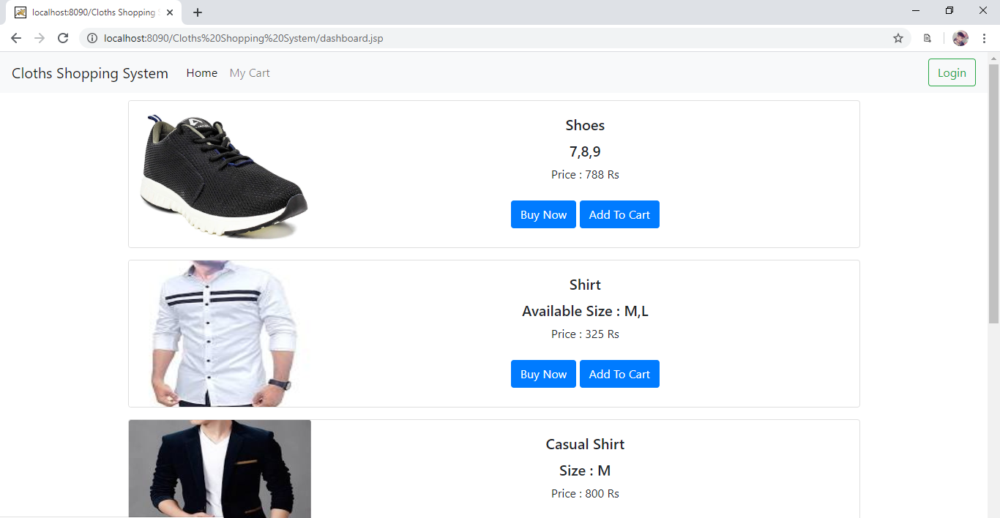 localhost:8090/Cloths Shopping S
localhost:8090/Cloths%20Shopping%20System/dashboard.jsp
Cloths Shopping System Home My Cart Login
Shoes
7,8,9
Price : 788 Rs
Buy Now Add To Cart
Shirt
Available Size : M,L
Price : 325 Rs
Buy Now Add To Cart
Casual Shirt
Size : M
Price : 800 Rs